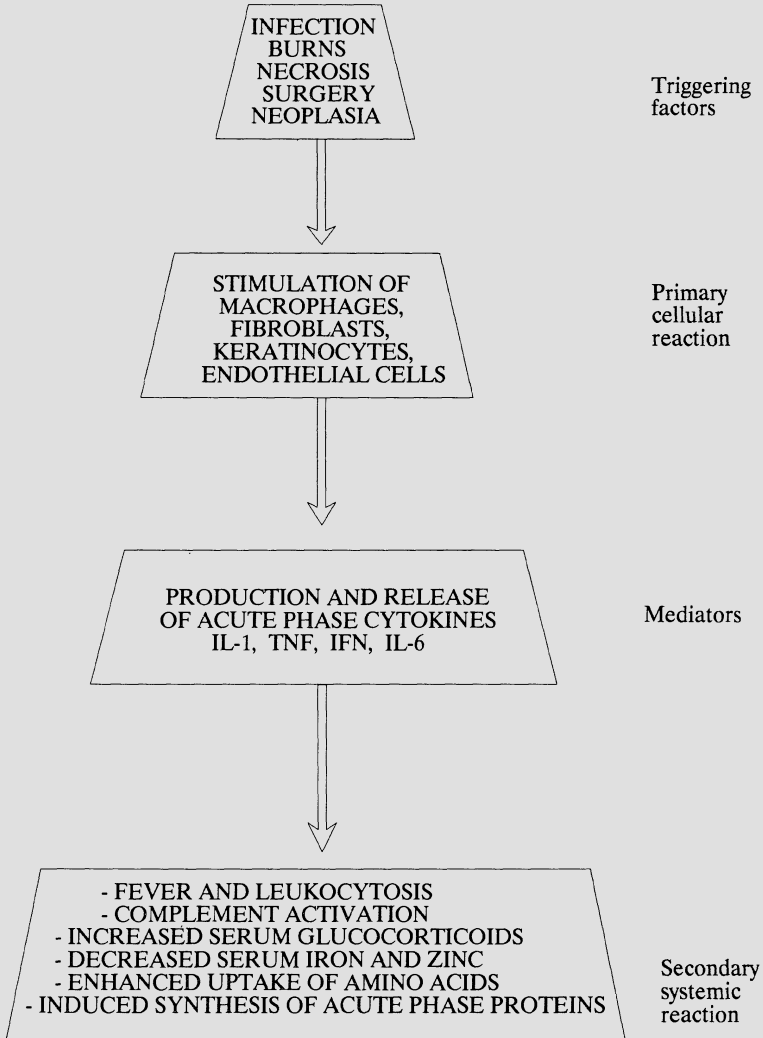 INFECTION
BURNS
NECROSIS
SURGERY
NEOPLASIA
Triggering
factors
STIMULATION OF
MACROPHAGES,
FIBROBLASTS,
KERATINOCYTES,
ENDOTHELIAL CELLS
Primary
cellular
reaction
PRODUCTION AND RELEASE
OF ACUTE PHASE CYTOKINES
IL-1, TNF, IFN, IL-6
Mediators
- FEVER AND LEUKOCYTOSIS
- COMPLEMENT ACTIVATION
- INCREASED SERUM GLUCOCORTICOIDS
- DECREASED SERUM IRON AND ZINC
- ENHANCED UPTAKE OF AMINO ACIDS
- INDUCED SYNTHESIS OF ACUTE PHASE PROTEINS
Secondary
systemic
reaction